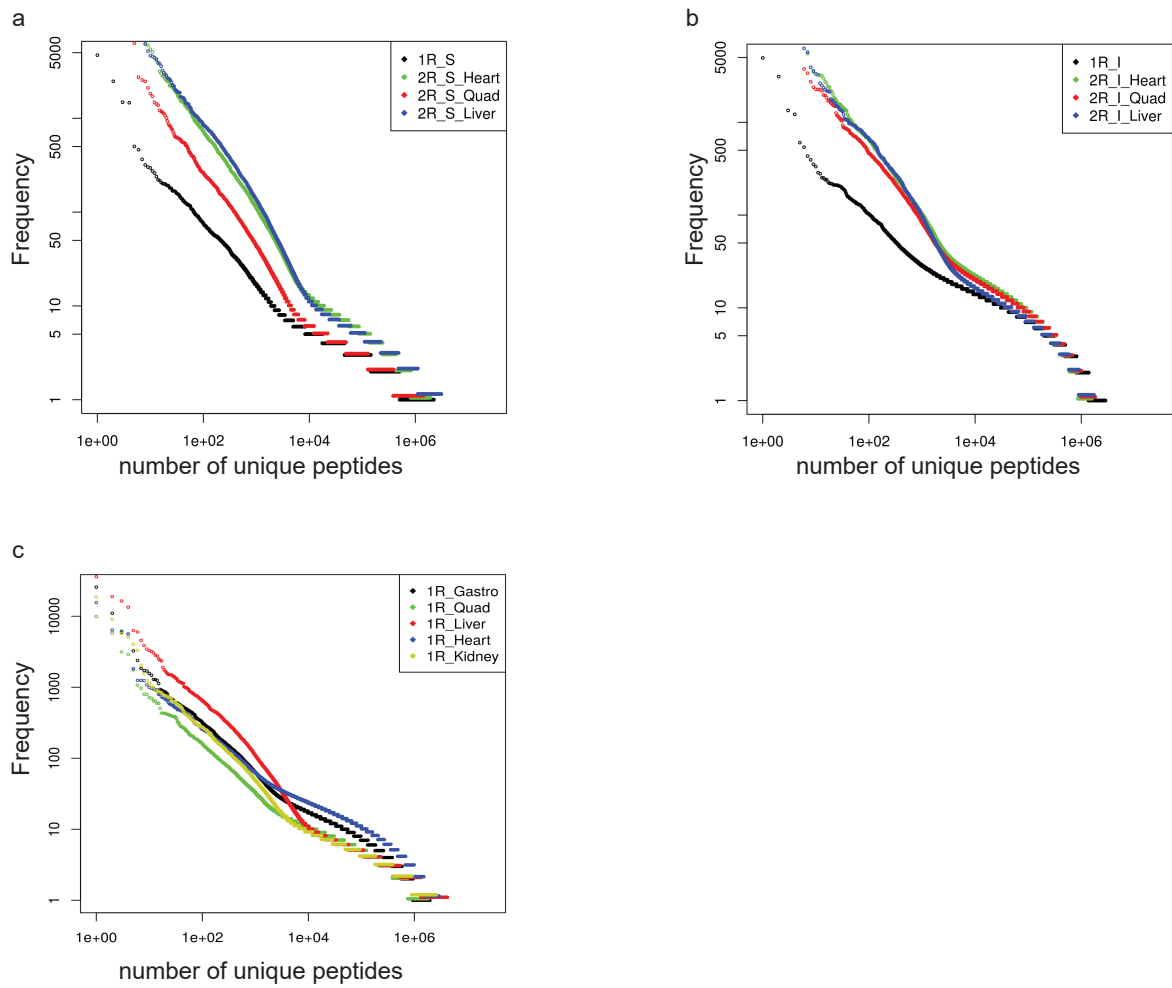 a
Frequency
5000
500
50
10
5
1
1R_S
2R_S_Heart
2R_S_Quad
2R_S_Liver
1e+00 1e+02 1e+04 1e+06
number of unique peptides
b
Frequency
5000
500
50
10
5
1
1R_I
2R_I_Heart
2R_I_Quad
2R_I_Liver
1e+00 1e+02 1e+04 1e+06
number of unique peptides
c
Frequency
10000
1000
100
10
1
1R_Gastro
1R_Quad
1R_Liver
1R_Heart
1R_Kidney
1e+00 1e+02 1e+04 1e+06
number of unique peptides